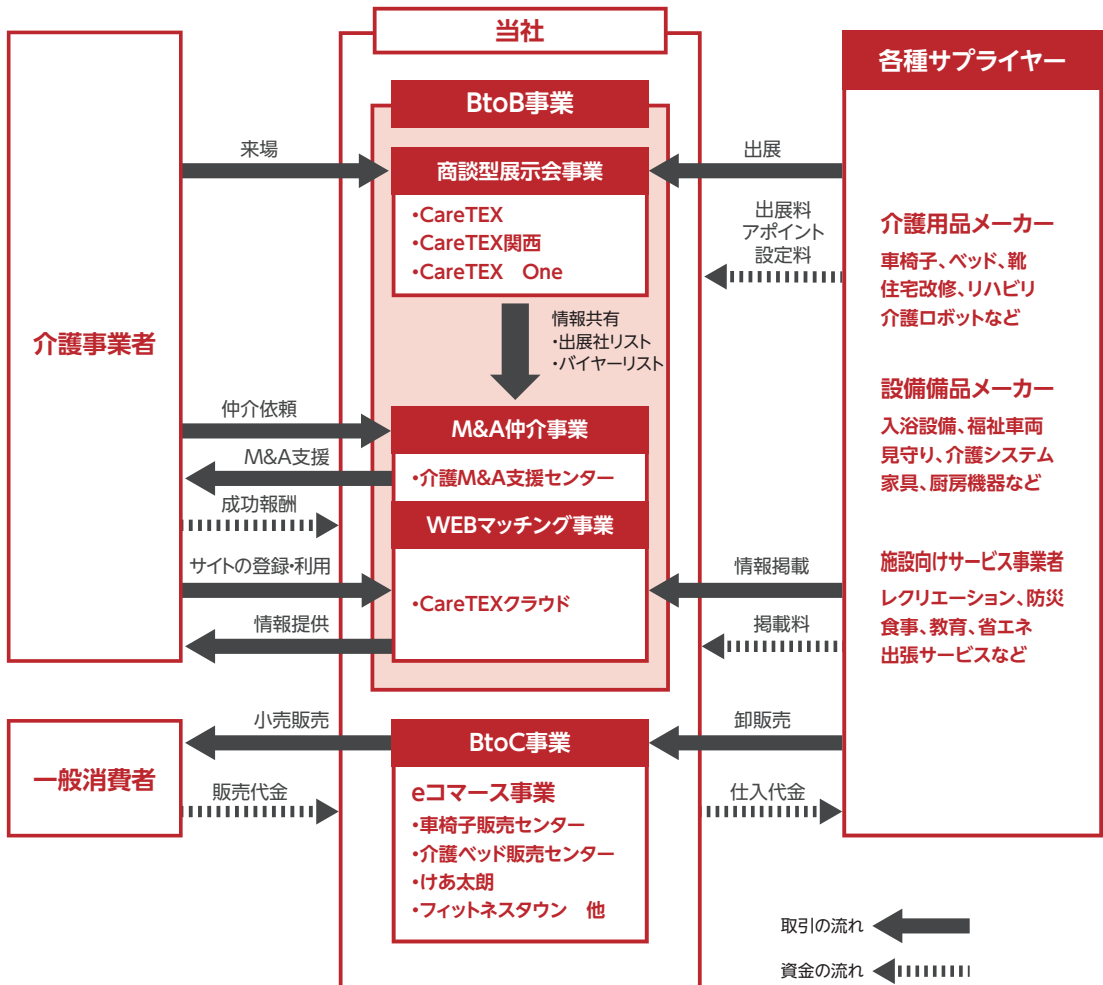 当社
各種サプライヤー
BtoB事業
来場
商談型展示会事業
出展
・CareTEX
・CareTEX関西
・CareTEX　One
出展料
アポイント
設定料
介護用品メーカー
車椅子、ベッド、靴
住宅改修、リハビリ
介護ロボットなど
介護事業者
情報共有
・出展社リスト
・バイヤーリスト
設備備品メーカー
入浴設備、福祉車両
見守り、介護システム
家具、厨房機器など
仲介依頼
M&A仲介事業
M&A支援
・介護M&A支援センター
成功報酬
WEBマッチング事業
サイトの登録・利用
・CareTEXクラウド
情報掲載
情報提供
掲載料
施設向けサービス事業者
レクリエーション、防災
食事、教育、省エネ
出張サービスなど
小売販売
BtoC事業
卸販売
一般消費者
販売代金
eコマース事業
・車椅子販売センター
・介護ベッド販売センター
・けあ太朗
・フィットネスタウン　他
仕入代金
取引の流れ
資金の流れ